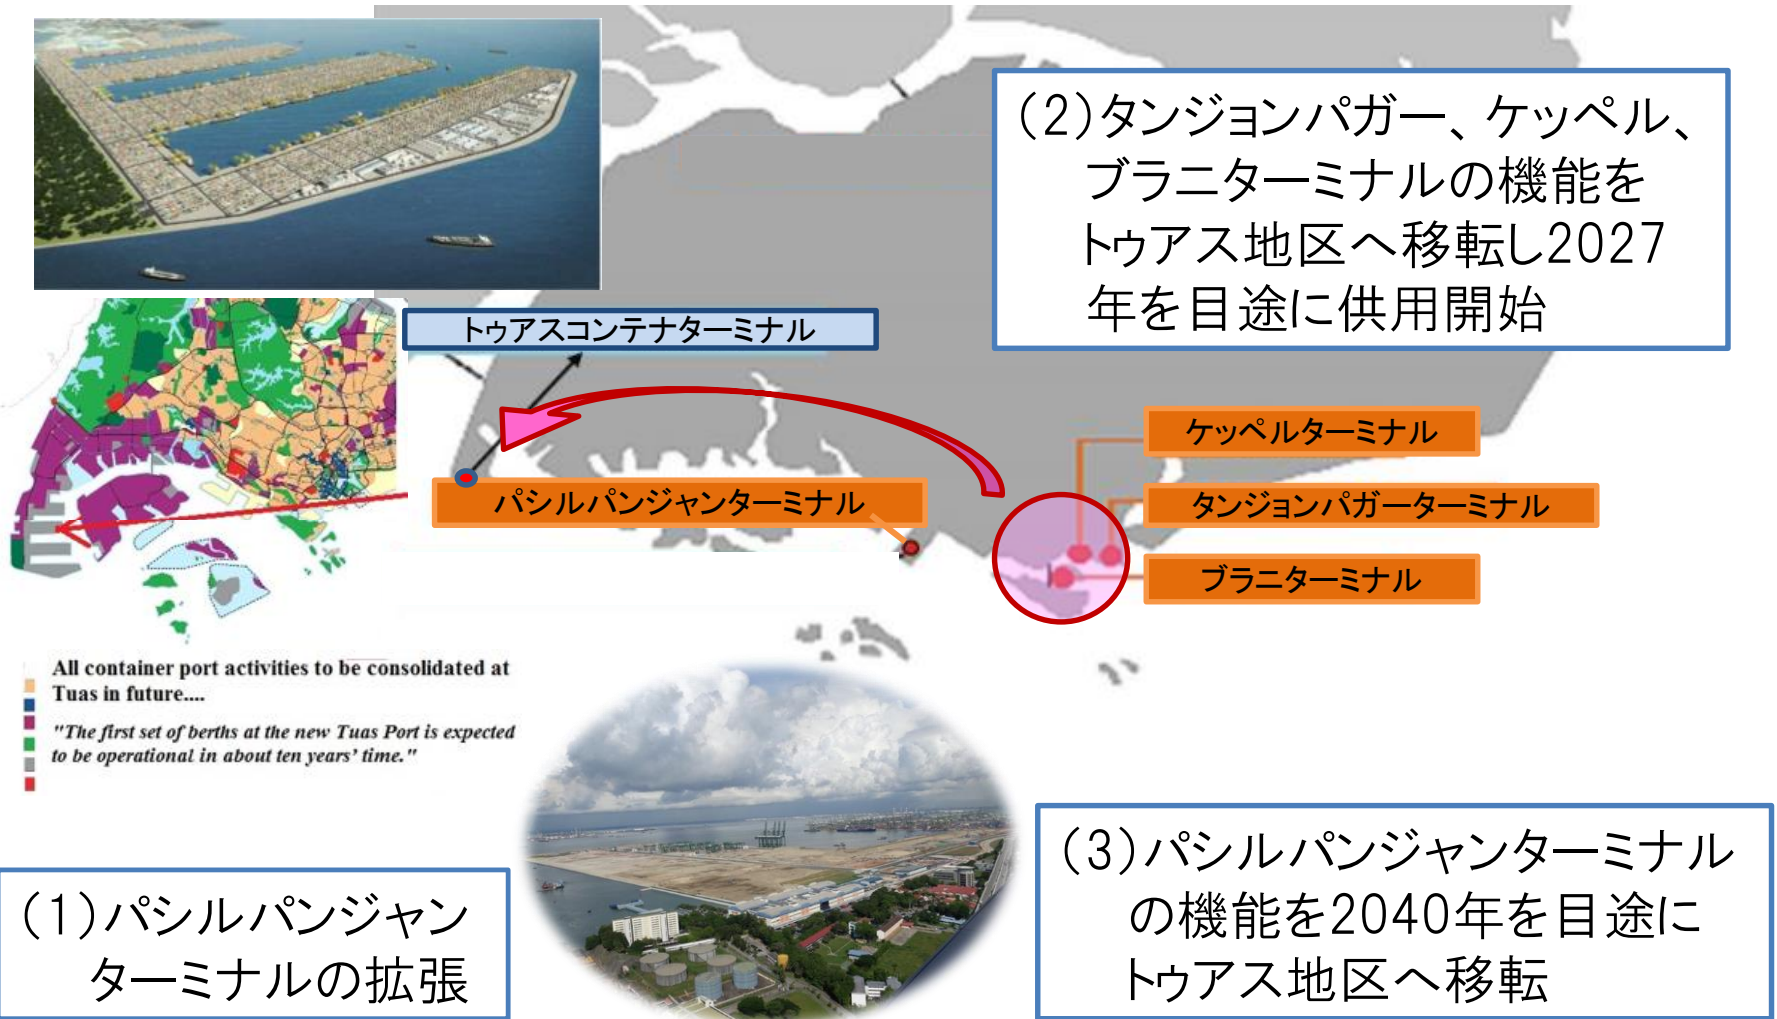 (2)タンジョンパガー、ケッペル、
ブラニターミナルの機能を
トゥアス地区へ移転し2027
年を目途に供用開始
トゥアスコンテナターミナル
ケッペルターミナル
パシルパンジャンターミナル
タンジョンパガーターミナル
ブラニターミナル
All container port activities to be consolidated at
Tuas in future....
"The first set of berths at the new Tuas Port is expected
to be operational in about ten years' time."
(1)パシルパンジャン
ターミナルの拡張
(3)パシルパンジャンターミナル
の機能を2040年を目途に
トゥアス地区へ移転